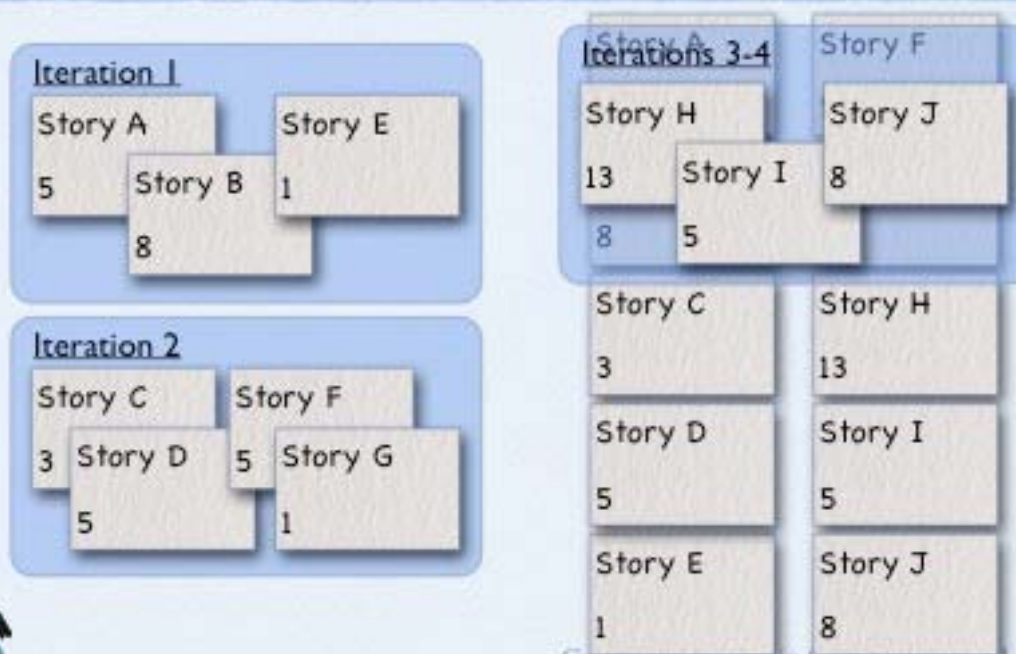 Iteration 1
Story A
5
Story B
8
Story E
1
Iteration 2
Story C
3
Story D
5
Story F
5
Story G
1
Story A
Iterations 3-4
Story F
Story H
13
Story I
5
Story J
8
8
Story C
3
Story H
13
Story D
5
Story I
5
Story E
1
Story J
8